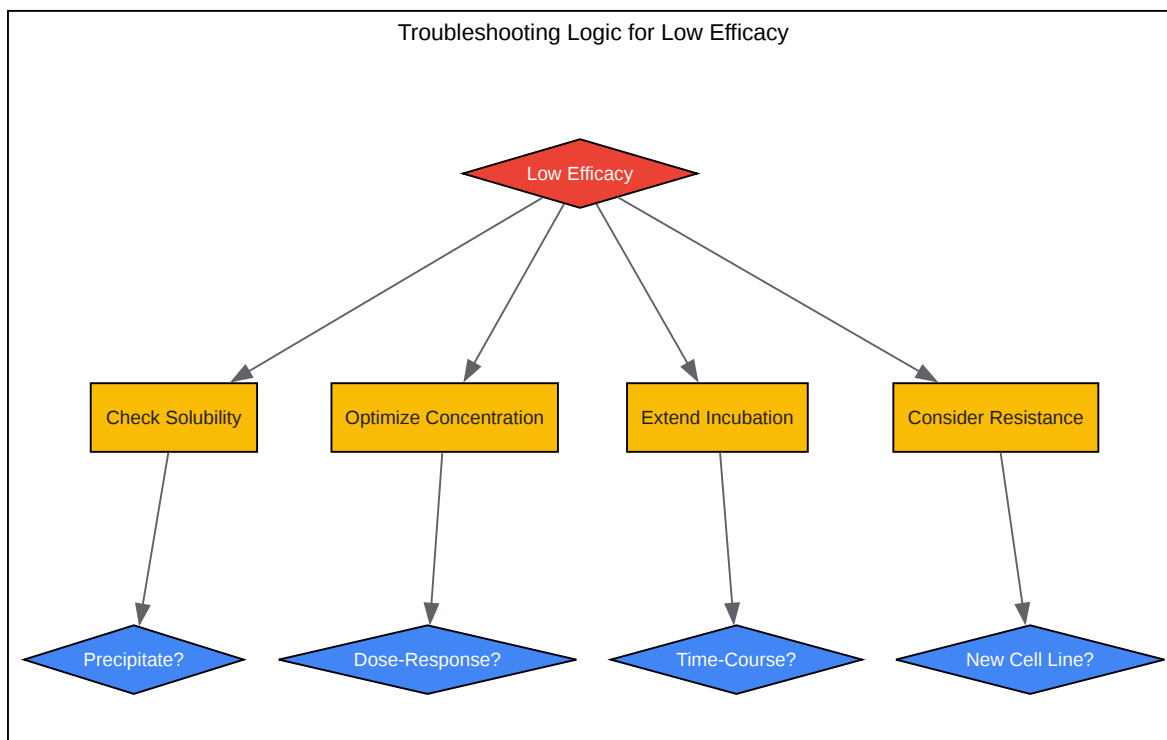 Troubleshooting Logic for Low Efficacy
Low Efficacy
Check Solubility
Optimize Concentration
Extend Incubation
Consider Resistance
Precipitate?
Dose-Response?
Time-Course?
New Cell Line?